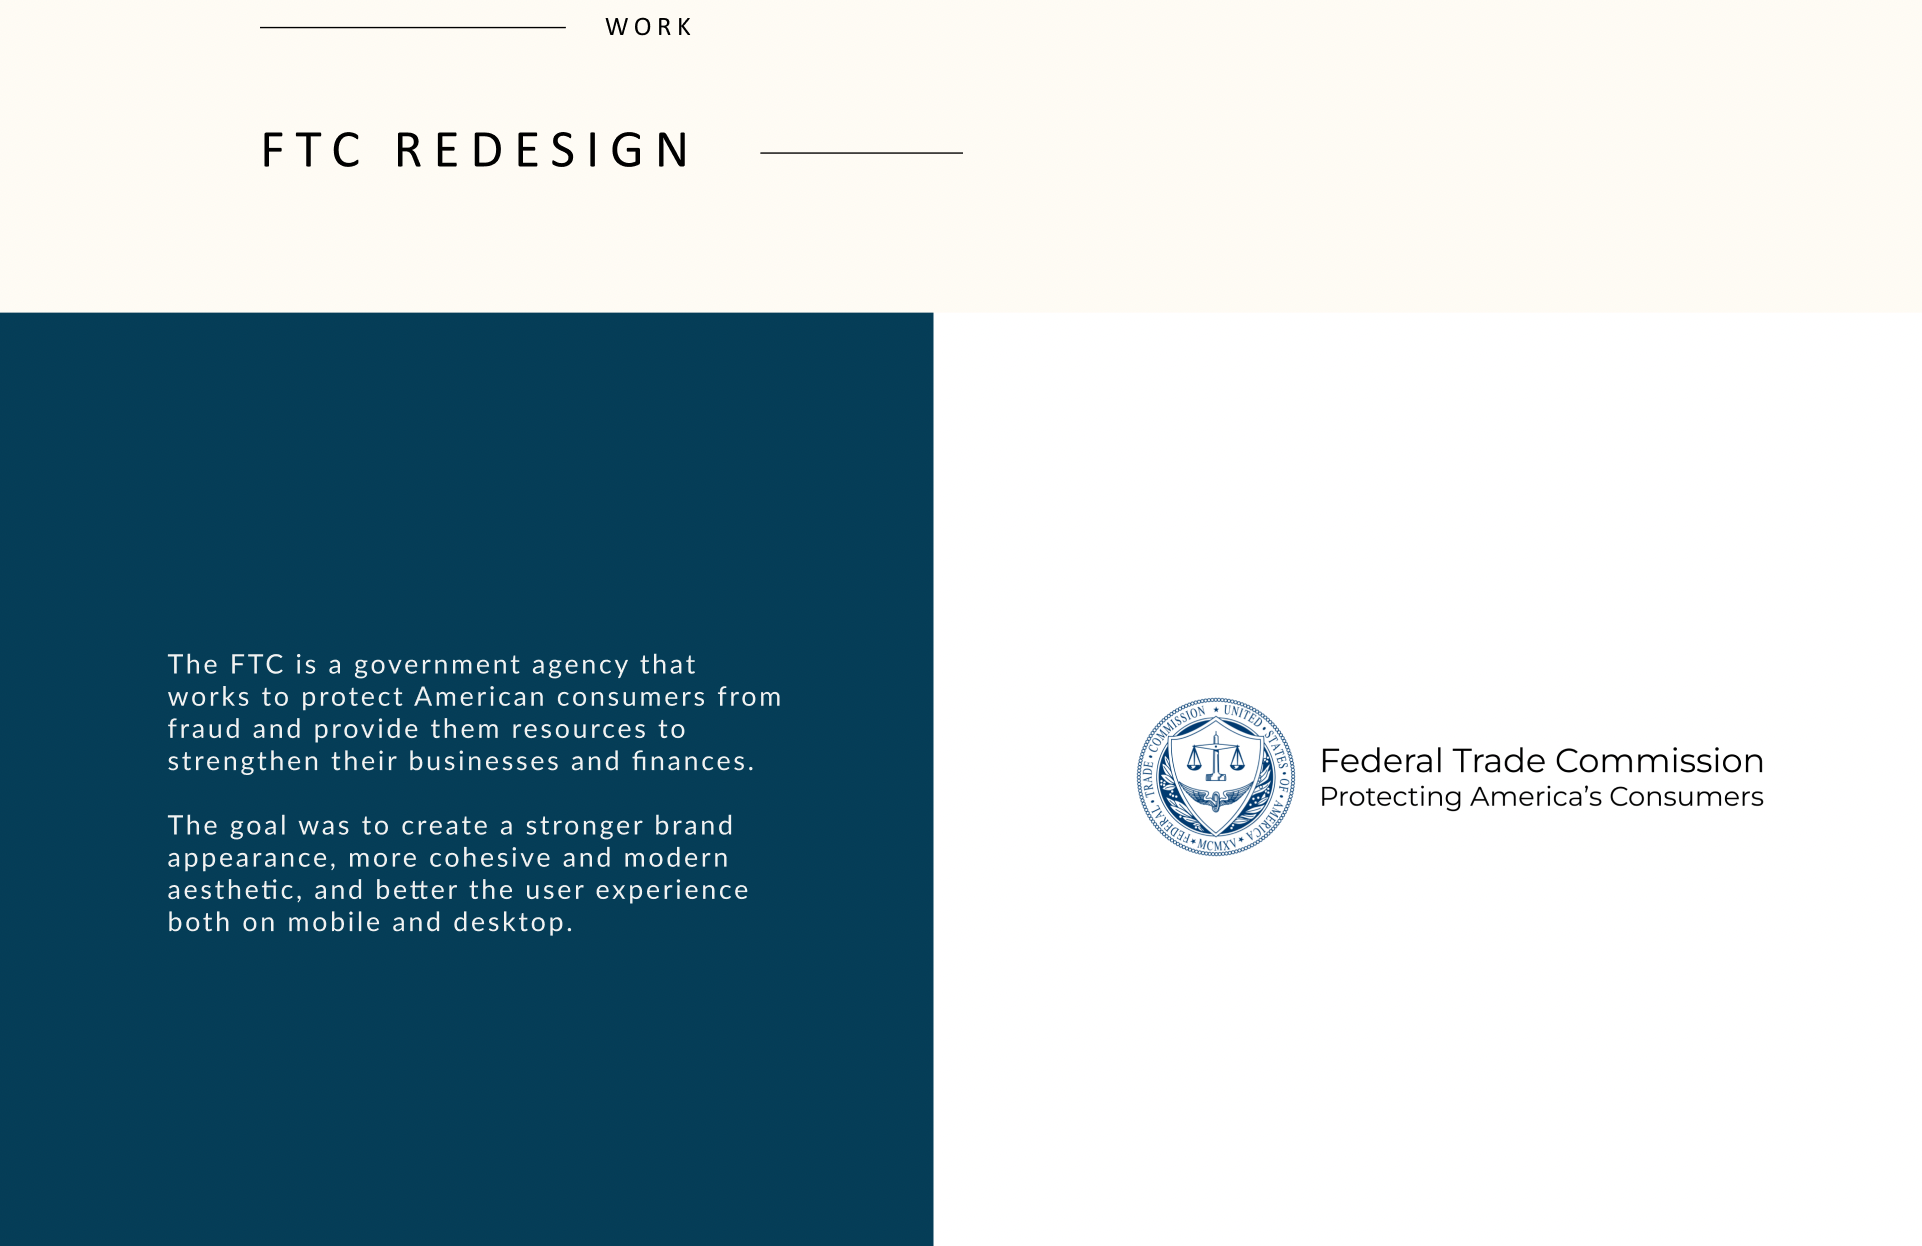 WORK
FTC REDESIGN
The FTC is a government agency that
works to protect American consumers from
fraud and provide them resources to
strengthen their businesses and finances.
The goal was to create a stronger brand
appearance, more cohesive and modern
aesthetic, and better the user experience
both on mobile and desktop.
FEDERAL • TRADE • COMMISSION ★ UNITED • STATES • OF • AMERICA
★ MCMXV ★
Federal Trade Commission
Protecting America’s Consumers